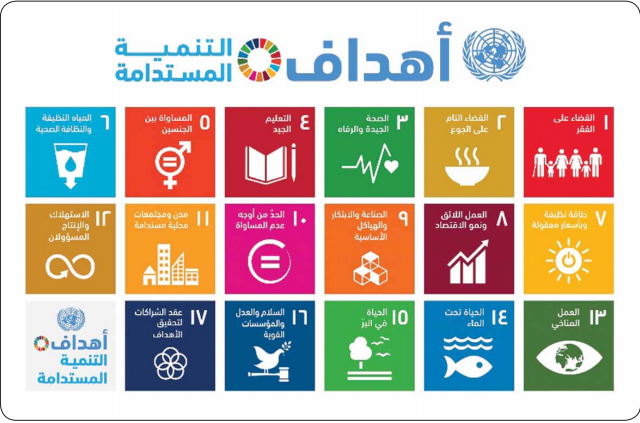 أهداف
التنمية
المستدامة
١
القضاء على
الفقر
٢
القضاء التام
على الجوع
٣
الصحة
الجيدة والرفاه
٤
التعليم
الجيد
٥
المساواة بين
الجنسين
٦
المياه النظيفة
والنظافة الصحية
٧
طاقة نظيفة
وبأسعار معقولة
٨
العمل اللائق
ونمو الاقتصاد
٩
الصناعة والابتكار
والهياكل
الأساسية
١٠
الحدّ من أوجه
عدم المساواة
١١
مدن ومجتمعات
محلية مستدامة
١٢
الاستهلاك
والإنتاج
المسؤولان
١٣
العمل
المناخي
١٤
الحياة تحت
الماء
١٥
الحياة
في البرّ
١٦
السلام والعدل
والمؤسسات
القوية
١٧
عقد الشراكات
لتحقيق
الأهداف
أهداف
التنمية
المستدامة